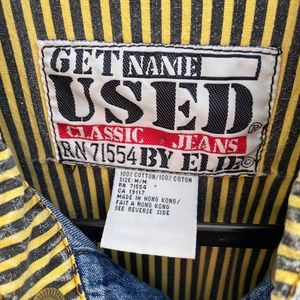 GET NAME
USED
CLASSIC JEANS
RN 71554 BY ELIE
100% COTTON/100% COTON
SIZE: M/M
RN 71554
CA 19117
MADE IN HONG KONG/
FAIT A HONG KONG
SEE REVERSE SIDE